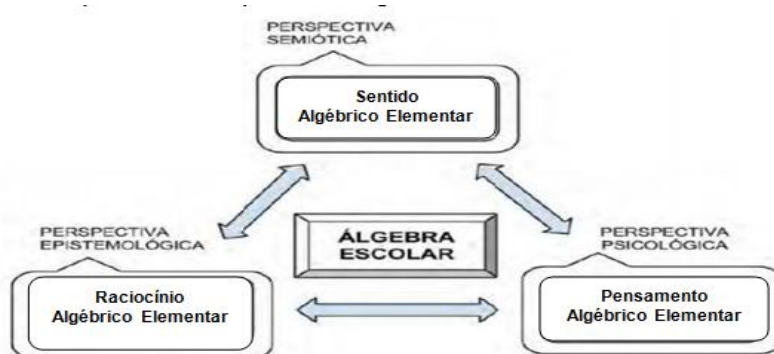 PERSPECTIVA
SEMIÓTICA
Sentido
Algébrico Elementar
PERSPECTIVA
EPISTEMOLÓGICA
ÁLGEBRA
ESCOLAR
PERSPECTIVA
PSICOLÓGICA
Raciocínio
Algébrico Elementar
Pensamento
Algébrico Elementar